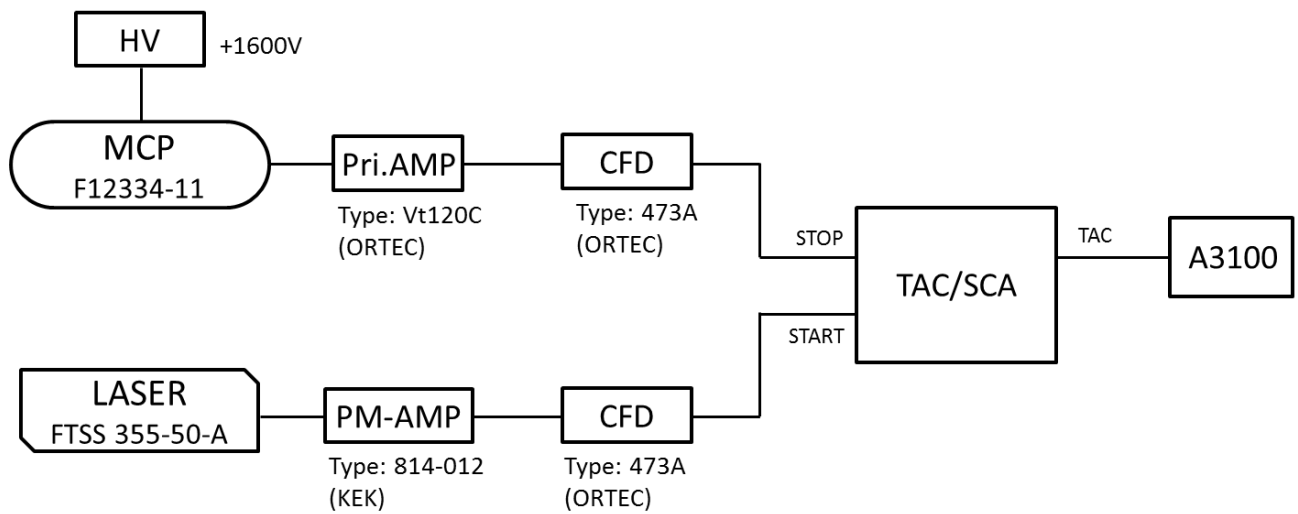 HV
+1600V
MCP
F12334-11
Pri.AMP
Type: Vt120C
(ORTEC)
CFD
Type: 473A
(ORTEC)
STOP
START
TAC/SCA
TAC
A3100
LASER
FTSS 355-50-A
PM-AMP
Type: 814-012
(KEK)
CFD
Type: 473A
(ORTEC)